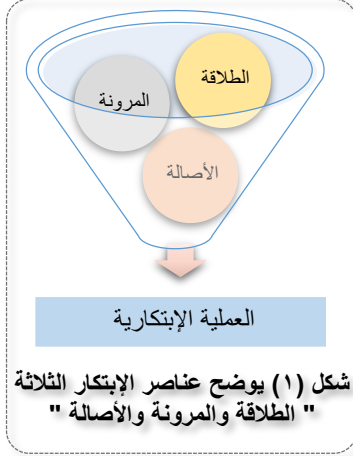 الطلاقة
المرونة
الأصالة
العملية الإبتكارية
شكل (١) يوضح عناصر الإبتكار الثلاثة
" الطلاقة والمرونة والأصالة "